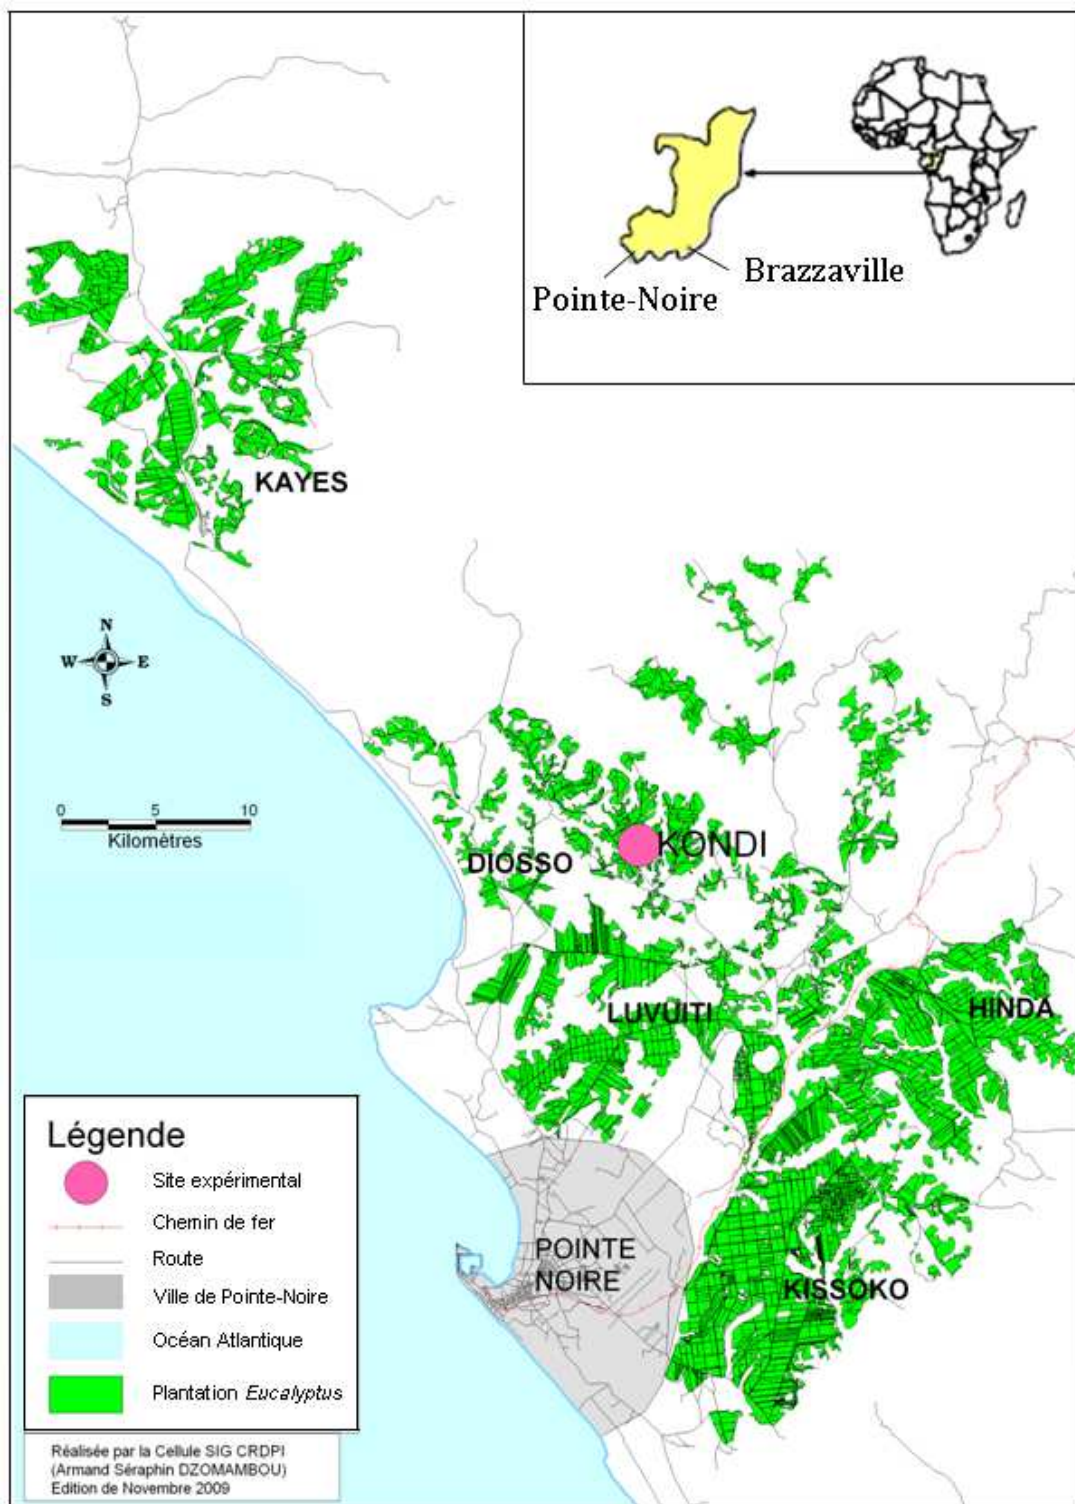 Brazzaville
Pointe-Noire
KAYES
N
W E
S
0 5 10
Kilomètres
KONDI
DIOSSO
LUVUITI
HINDA
POINTE
NOIRE
KISSOKO
Légende
Site expérimental
Chemin de fer
Route
Ville de Pointe-Noire
Océan Atlantique
Plantation Eucalyptus
Réalisée par la Cellule SIG CRDPI
(Armand Séraphin DZOMAMBOU)
Edition de Novembre 2009